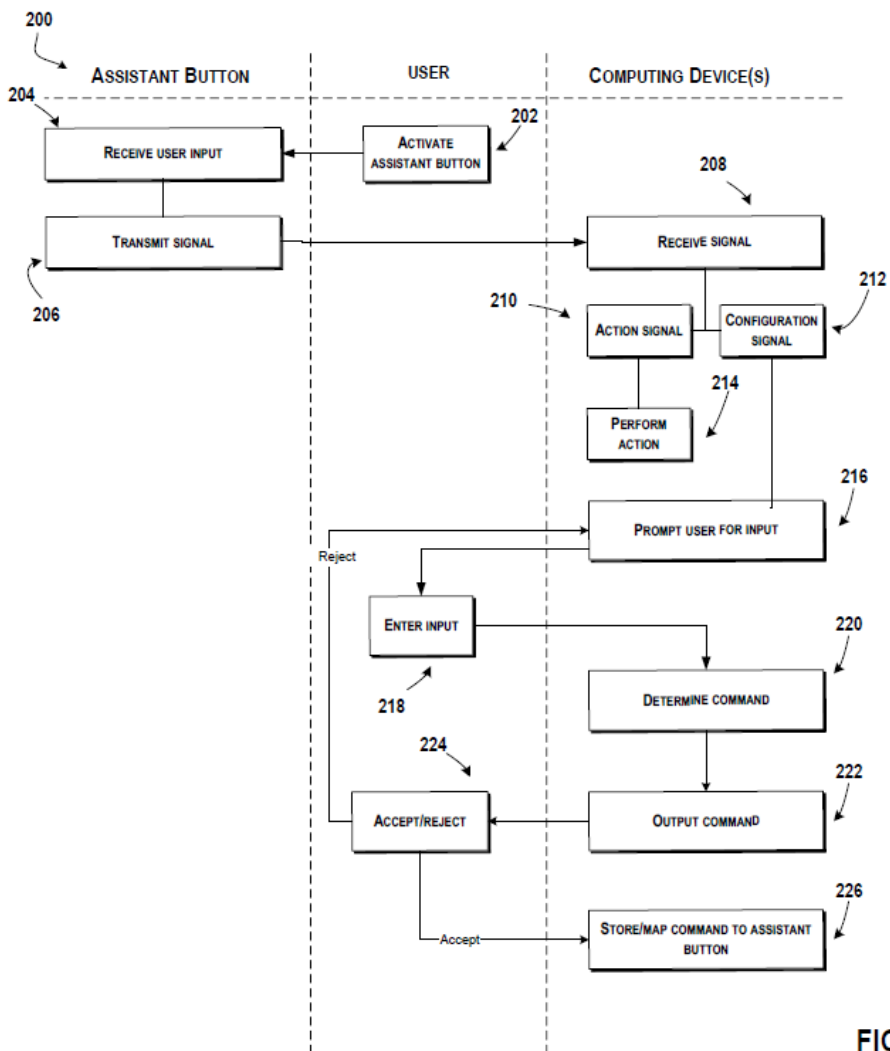 200
ASSISTANT BUTTON
USER
COMPUTING DEVICE(S)
204
RECEIVE USER INPUT
ACTIVATE
ASSISTANT BUTTON
202
208
TRANSMIT SIGNAL
RECEIVE SIGNAL
206
210
212
ACTION SIGNAL
CONFIGURATION
SIGNAL
214
PERFORM
ACTION
216
PROMPT USER FOR INPUT
Reject
ENTER INPUT
220
218
DETERMINE COMMAND
224
222
ACCEPT/REJECT
OUTPUT COMMAND
226
Accept
STORE/MAP COMMAND TO ASSISTANT
BUTTON
FIG